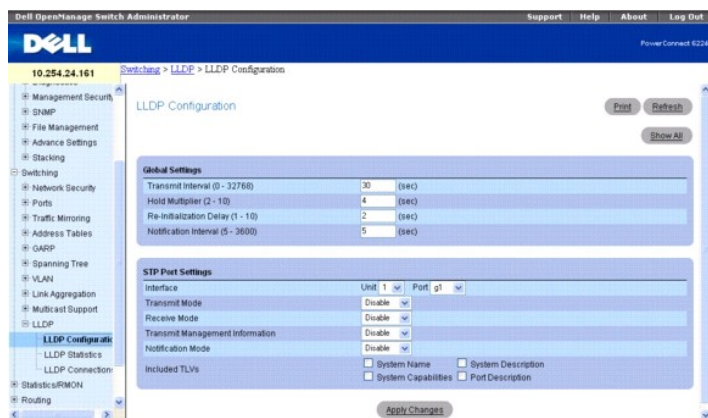 Dell OpenManage Switch Administrator Support Help About Log Out
DELL
PowerConnect 6224
10.254.24.161
Switching > LLDP > LLDP Configuration
Management Security
SNMP
File Management
Advance Settings
Stacking
Switching
Network Security
Ports
Traffic Mirroring
Address Tables
GARP
Spanning Tree
VLAN
Link Aggregation
Multicast Support
LLDP
LLDP Configuratio
LLDP Statistics
LLDP Connection
Statistics/RMON
Routing
LLDP Configuration
Print Refresh
Show All
Global Settings
Transmit Interval (0 - 32768) 30 (sec)
Hold Multiplier (2 - 10) 4 (sec)
Re-Initialization Delay (1 - 10) 2 (sec)
Notification Interval (5 - 3600) 5 (sec)
STP Port Settings
Interface Unit 1 Port g1
Transmit Mode Disable
Receive Mode Disable
Transmit Management Information Disable
Notification Mode Disable
Included TLVs System Name System Description
System Capabilities Port Description
Apply Changes